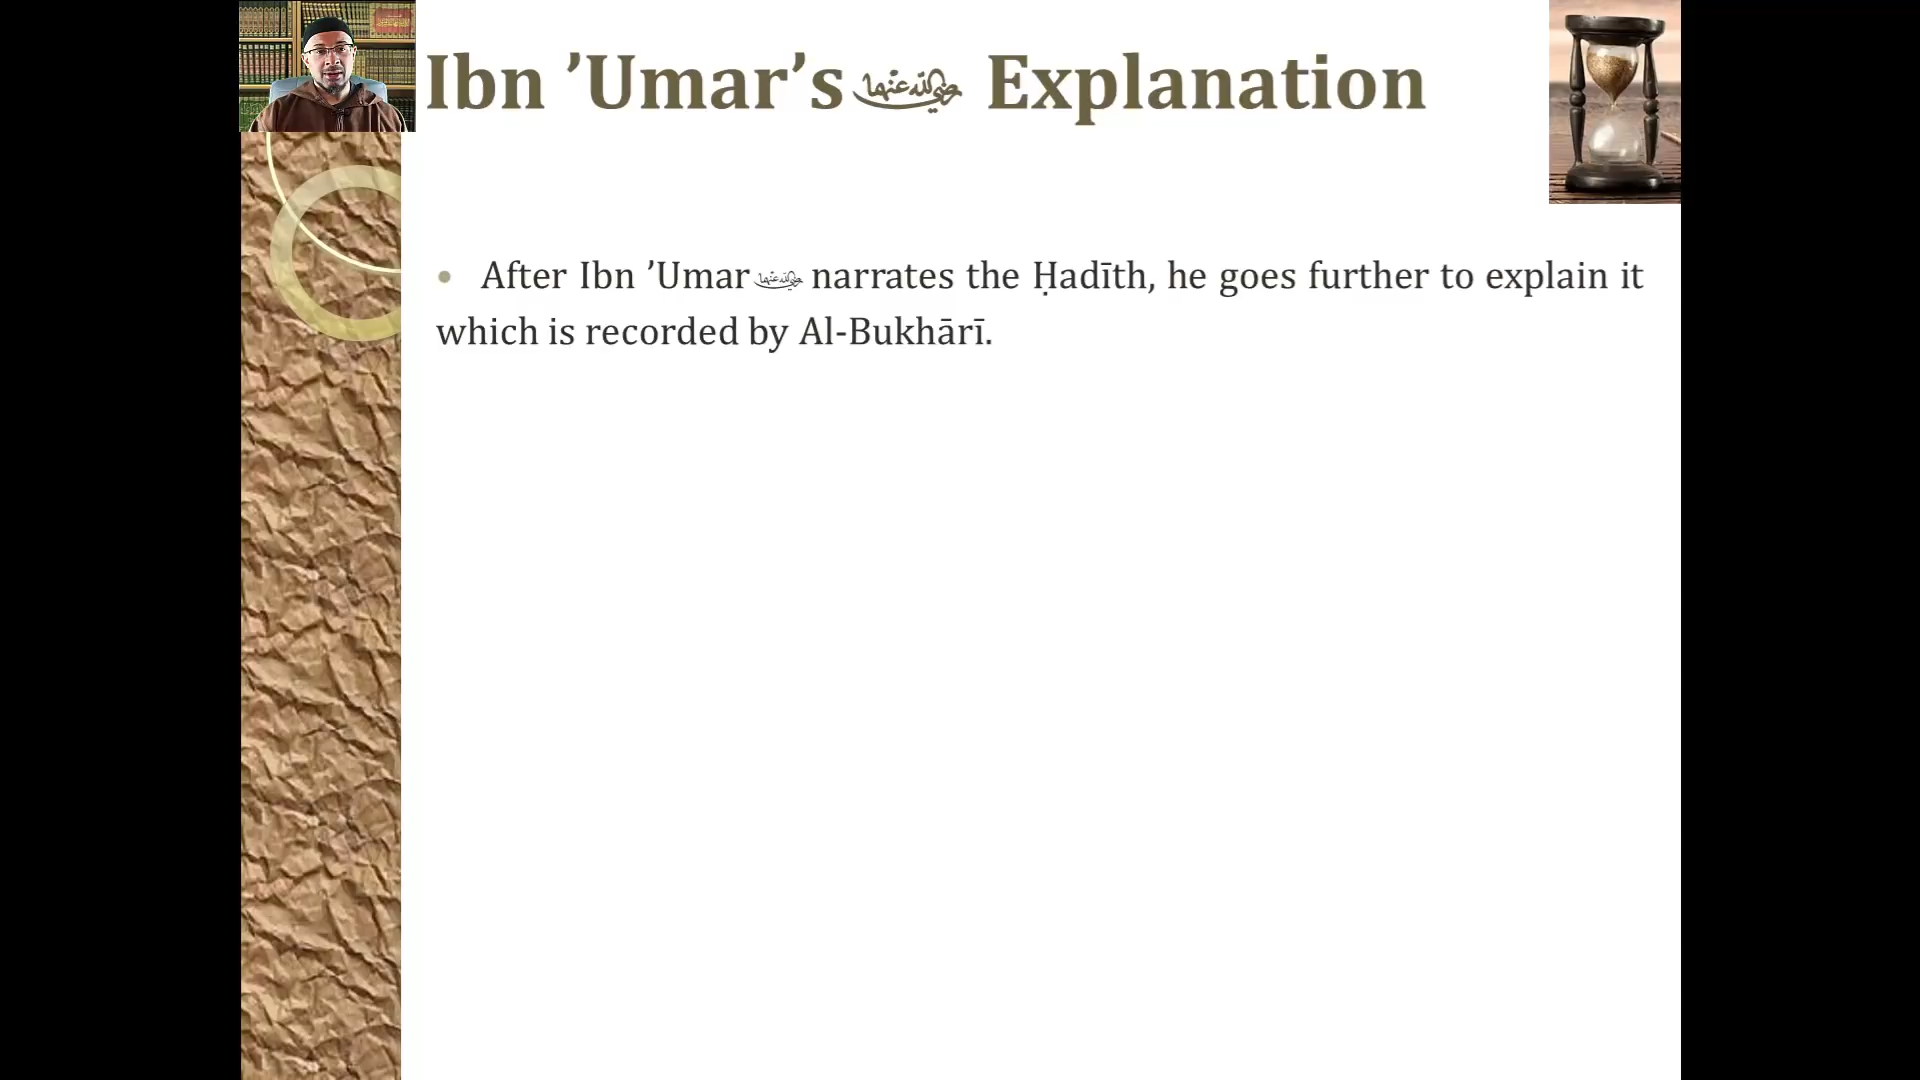 Ibn ’Umar’s رضي الله عنهما Explanation
• After Ibn ’Umar رضي الله عنهما narrates the Ḥadīth, he goes further to explain it
which is recorded by Al-Bukhārī.